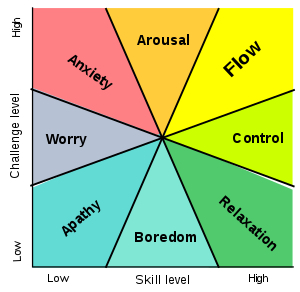 High
Arousal
Flow
Anxiety
Challenge level
Worry
Control
Apathy
Relaxation
Boredom
Low
Low
Skill level
High